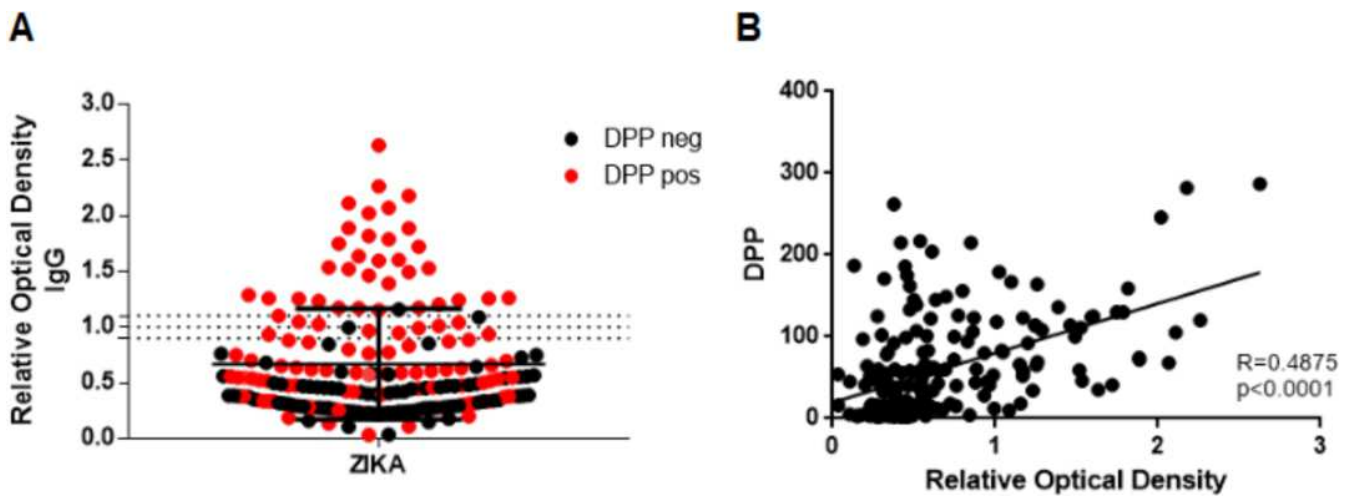 A
Relative Optical Density
IgG
3.0
2.5
2.0
1.5
1.0
0.5
0.0
ZIKA
DPP neg
DPP pos
B
DPP
400
300
200
100
0
0
1
2
3
R=0.4875
p<0.0001
Relative Optical Density